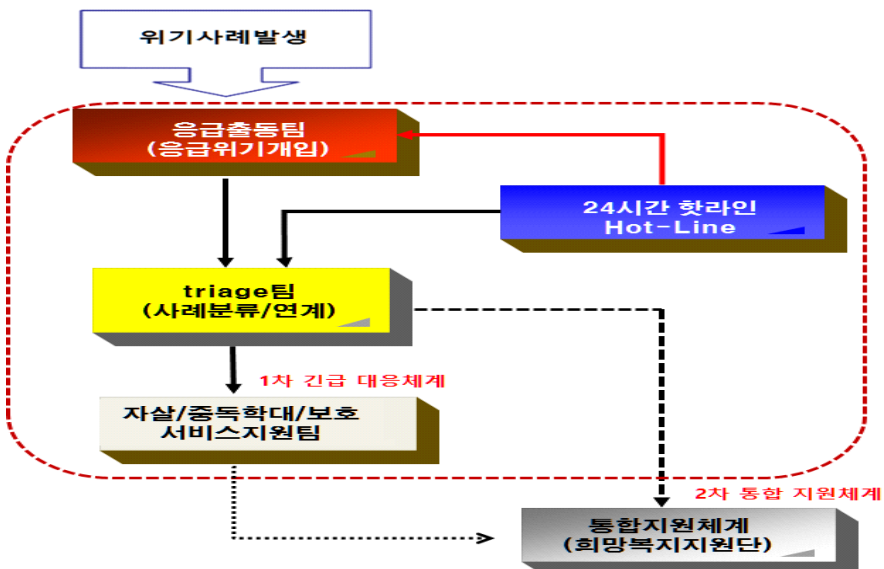 위기사례발생
응급출동팀
(응급위기개입)
24시간 핫라인
Hot-Line
triage팀
(사례분류/연계)
1차 긴급 대응체계
자살/중독학대/보호
서비스지원팀
2차 통합 지원체계
통합지원체계
(희망복지지원단)